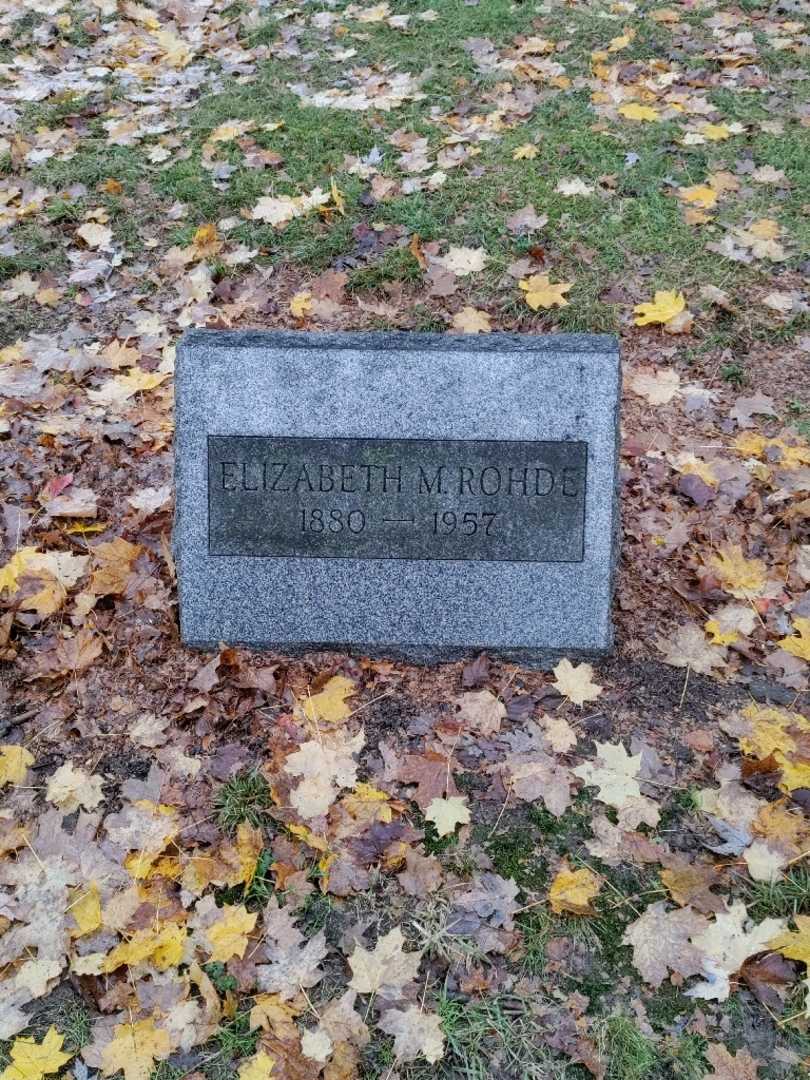 ELIZABETH M. ROHDE
1880 — 1957